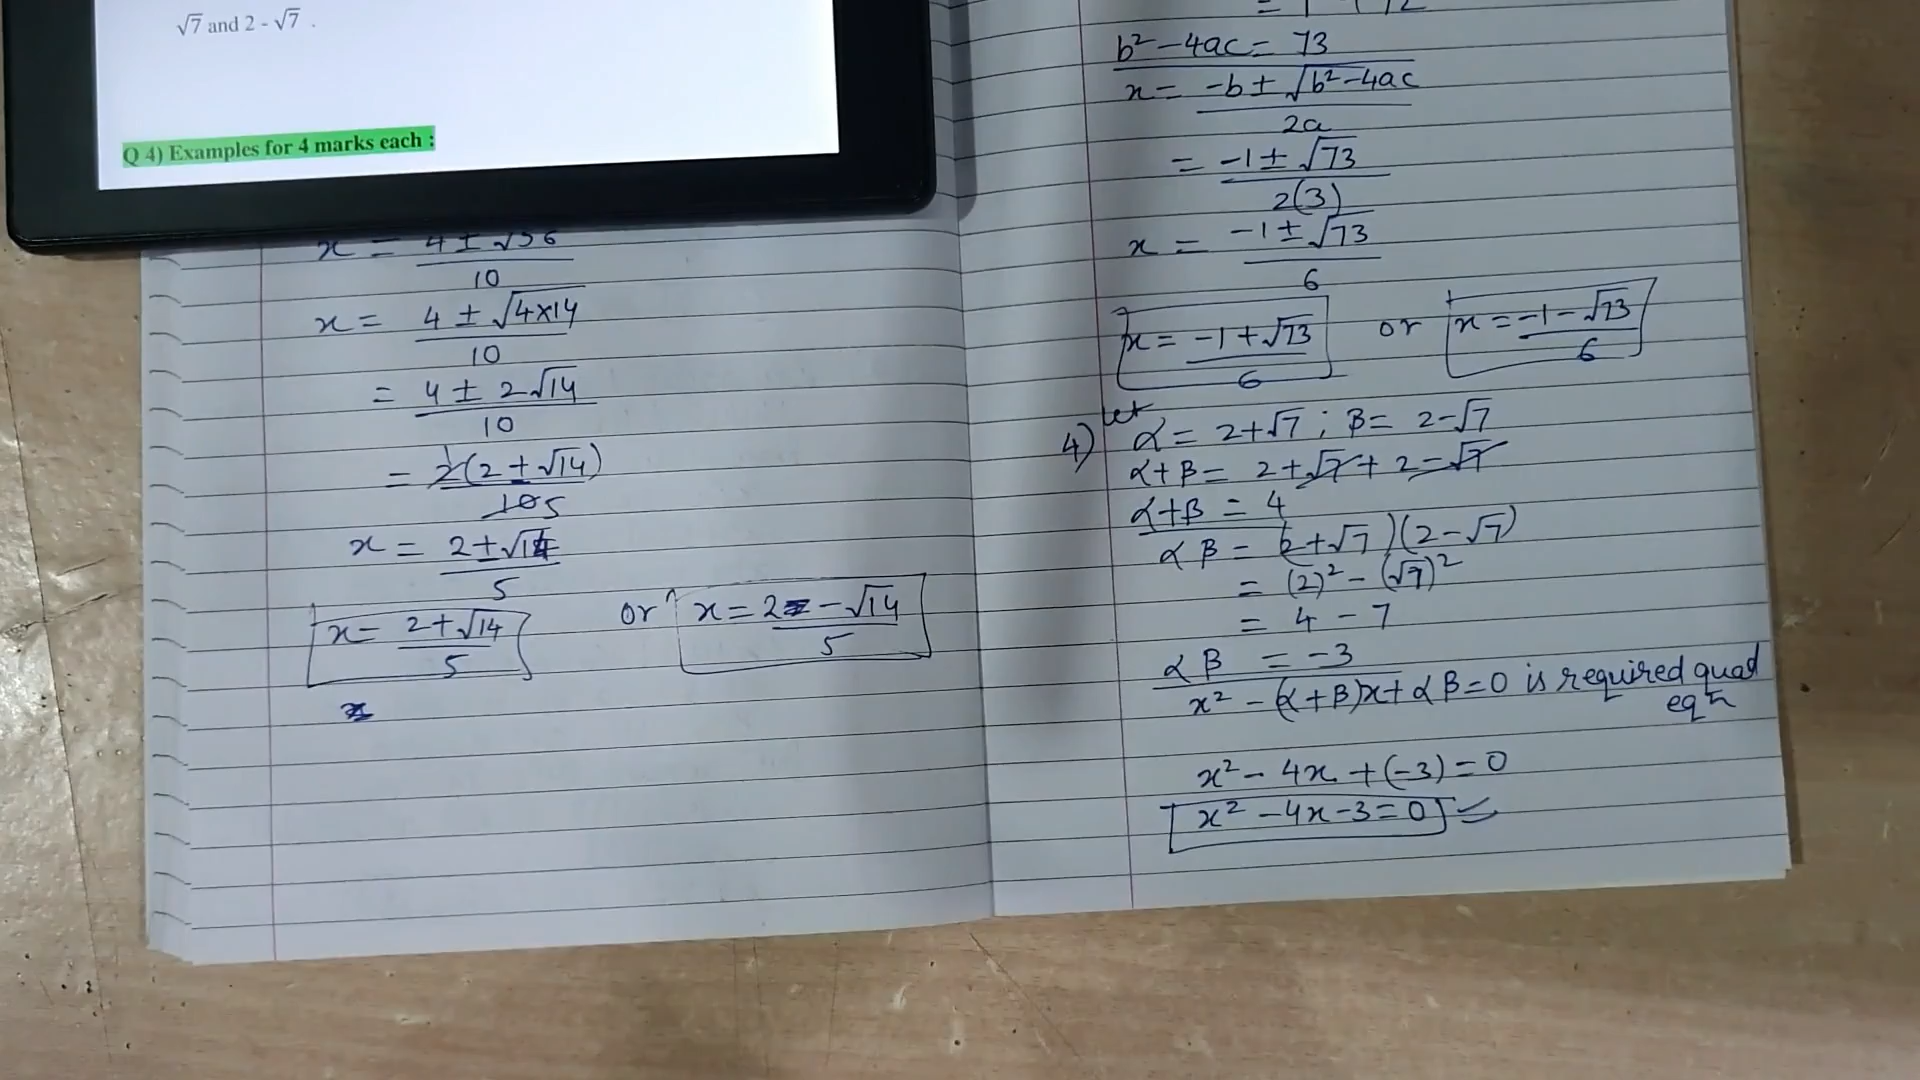 √7 and 2 - √7 .
Q 4) Examples for 4 marks each :
x = 4 ± √56 / 10
x = 4 ± √4×14 / 10
= 4 ± 2√14 / 10
= 2(2 ± √14) / 10 5
x = 2 ± √14 / 5
x = 2 + √14 / 5 or x = 2 - √14 / 5
b² - 4ac = 73
x = -b ± √b² - 4ac / 2a
= -1 ± √73 / 2(3)
x = -1 ± √73 / 6
x = -1 + √73 / 6 or x = -1 - √73 / 6
4) let α = 2+√7 ; β = 2-√7
α + β = 2 + √7 + 2 - √7
α + β = 4
α β = (2+√7)(2-√7)
= (2)² - (√7)²
= 4 - 7
α β = -3
x² - (α + β)x + α β = 0 is required quad
eqn
x² - 4x + (-3) = 0
x² - 4x - 3 = 0